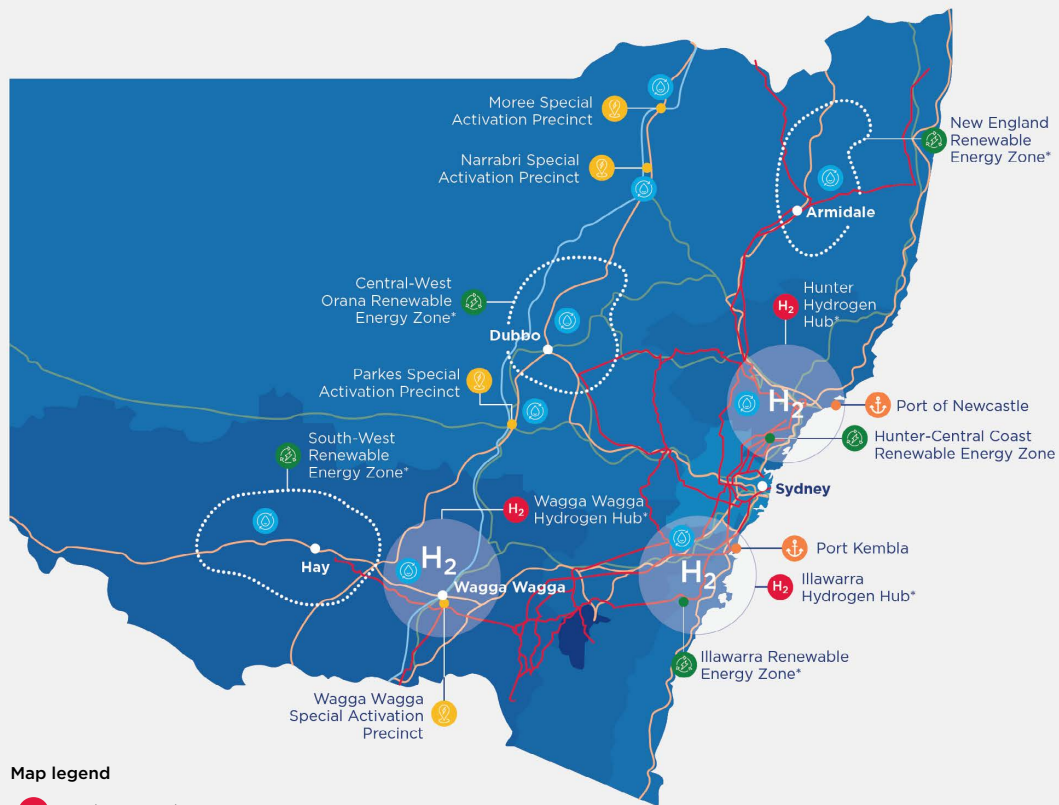 Moree Special
Activation Precinct
Narrabri Special
Activation Precinct
New England
Renewable
Energy Zone*
Armidale
Central-West
Orana Renewable
Energy Zone*
Hunter
Hydrogen
Hub*
H2
Dubbo
Parkes Special
Activation Precinct
H2
Port of Newcastle
Hunter-Central Coast
Renewable Energy Zone
South-West
Renewable
Energy Zone*
Sydney
Wagga Wagga
Hydrogen Hub*
H2
H2
Hay
Wagga Wagga
H2
Port Kembla
H2
Illawarra
Hydrogen Hub*
Illawarra Renewable
Energy Zone*
Wagga Wagga
Special Activation
Precinct
Map legend